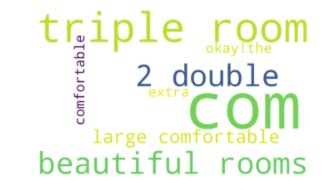 triple room
okay!the
comfortable
2 double
extra
com
large comfortable
beautiful rooms